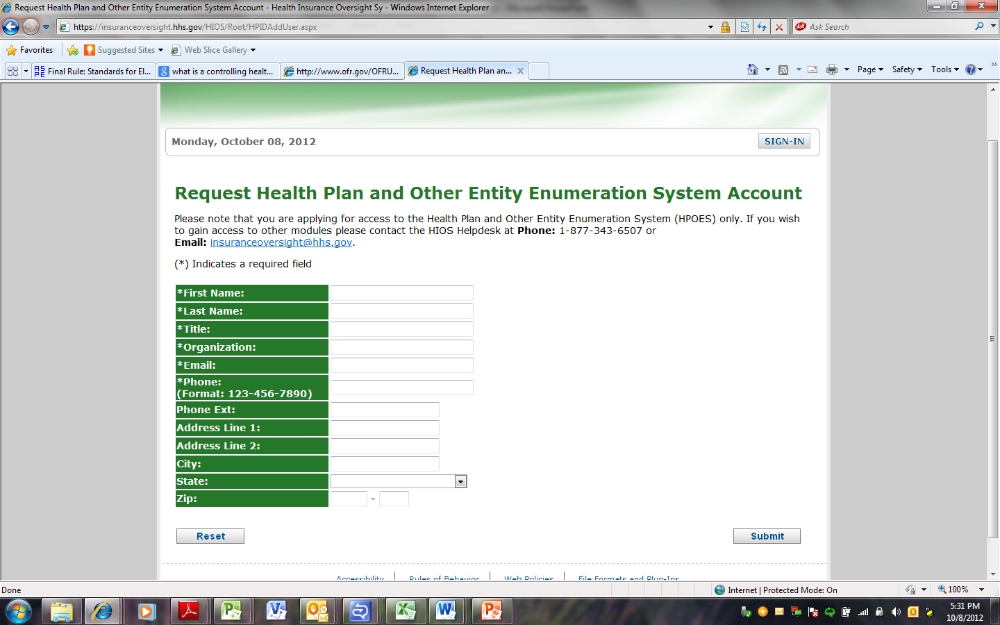 Request Health Plan and Other Entity Enumeration System Account - Health Insurance Oversight Sy - Windows Internet Explorer
https://insuranceoversight.hhs.gov/HIOS/Root/HPIDAddUser.aspx
Ask Search
Favorites Suggested Sites Web Slice Gallery
Final Rule: Standards for El... what is a controlling healt... http://www.ofr.gov/OFRU... Request Health Plan an... Page Safety Tools
Monday, October 08, 2012 SIGN-IN
Request Health Plan and Other Entity Enumeration System Account
Please note that you are applying for access to the Health Plan and Other Entity Enumeration System (HPOES) only. If you wish
to gain access to other modules please contact the HIOS Helpdesk at Phone: 1-877-343-6507 or
Email: insuranceoversight@hhs.gov.
(*) Indicates a required field
*First Name:
*Last Name:
*Title:
*Organization:
*Email:
*Phone:
(Format: 123-456-7890)
Phone Ext:
Address Line 1:
Address Line 2:
City:
State:
Zip: -
Reset Submit
Accessibility Rules of Behavior Web Policies File Formats and Plug-Ins
Done Internet | Protected Mode: On 100%
5:31 PM
10/8/2012